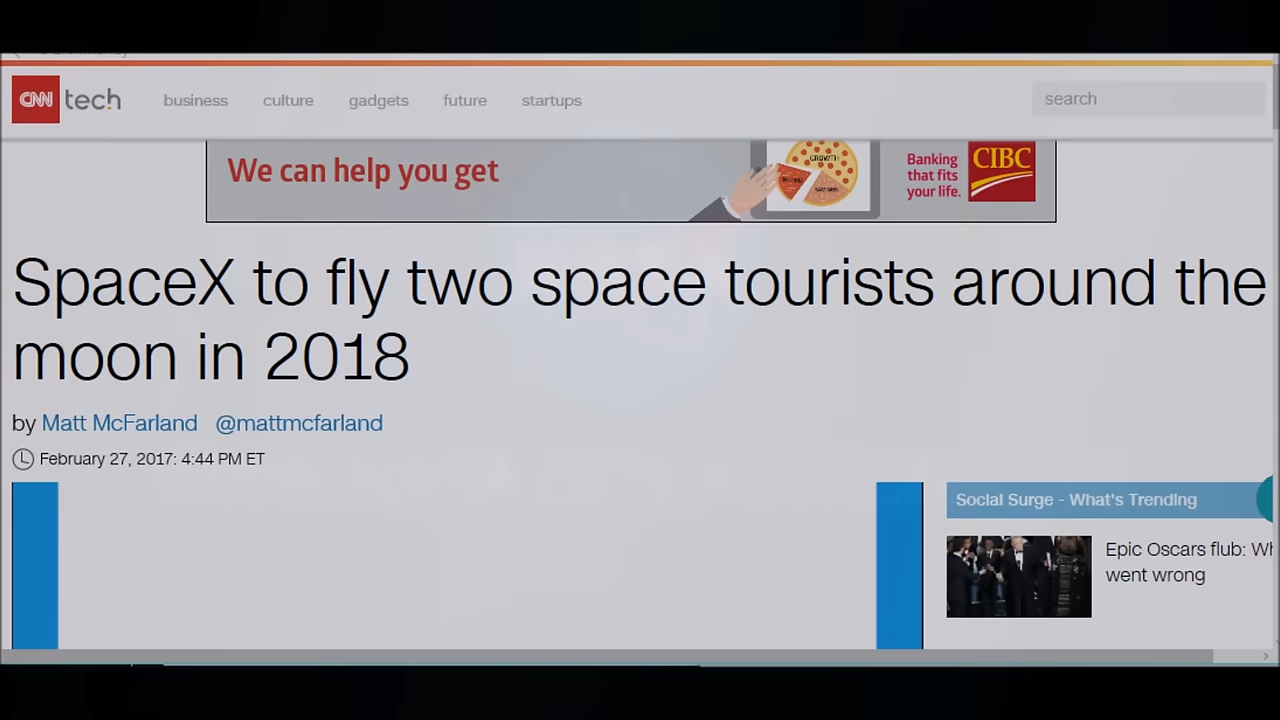 CNN tech business culture gadgets future startups search
We can help you get
GROWTH
SAVINGS
Banking
that fits
your life.
CIBC
SpaceX to fly two space tourists around the
moon in 2018
by Matt McFarland @mattmcfarland
February 27, 2017: 4:44 PM ET
Social Surge - What's Trending
Epic Oscars flub: Wh
went wrong